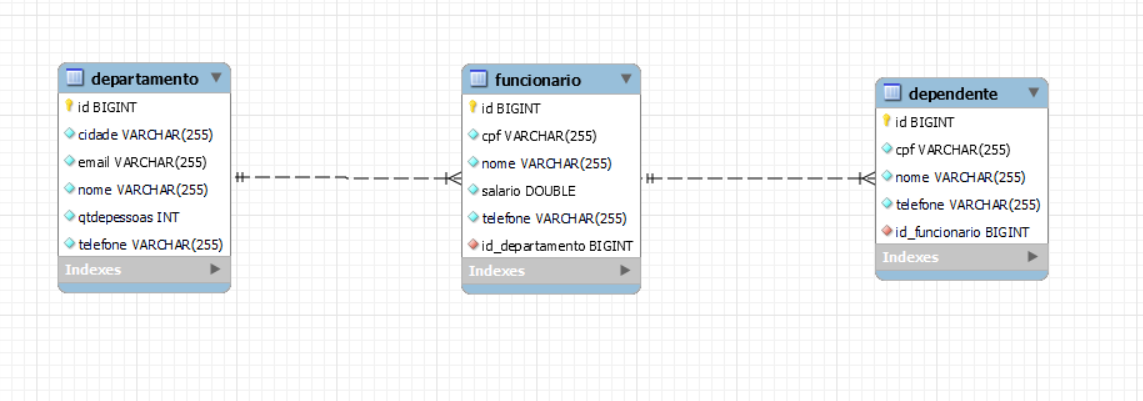 departamento
id BIGINT
cidade VARCHAR(255)
email VARCHAR(255)
nome VARCHAR(255)
qtdepessoas INT
telefone VARCHAR(255)
Indexes
funcionario
id BIGINT
cpf VARCHAR(255)
nome VARCHAR(255)
salario DOUBLE
telefone VARCHAR(255)
id_departamento BIGINT
Indexes
dependente
id BIGINT
cpf VARCHAR(255)
nome VARCHAR(255)
telefone VARCHAR(255)
id_funcionario BIGINT
Indexes